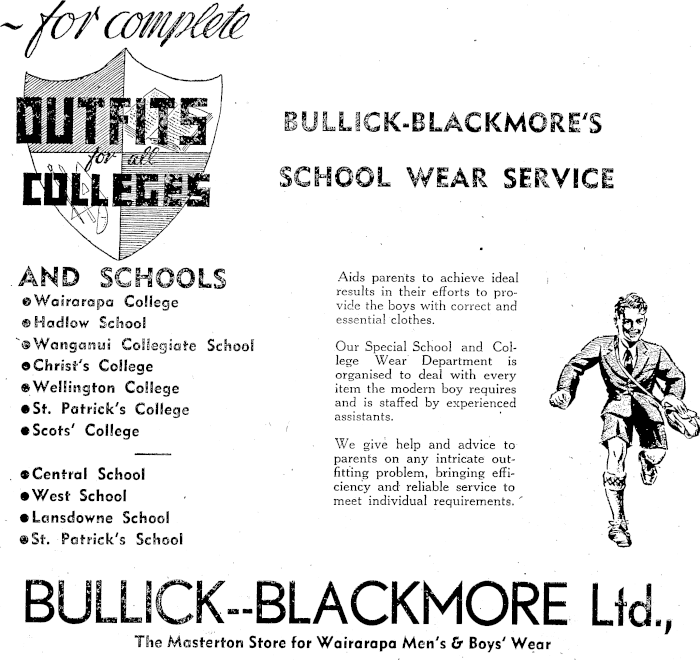 ~ for complete
OUTFITS
for all
COLLEGES
AND SCHOOLS
Wairarapa College
Hadlow School
Wanganui Collegiate School
Christ's College
Wellington College
St. Patrick's College
Scots' College
Central School
West School
Lansdowne School
St. Patrick's School
BULLICK-BLACKMORE'S
SCHOOL WEAR SERVICE
Aids parents to achieve ideal
results in their efforts to pro-
vide the boys with correct and
essential clothes.
Our Special School and Col-
lege Wear Department is
organised to deal with every
item the modern boy requires
and is staffed by experienced
assistants.
We give help and advice to
parents on any intricate out-
fitting problem, bringing effi-
ciency and reliable service to
meet individual requirements.
BULLICK--BLACKMORE Ltd.,
The Masterton Store for Wairarapa Men's & Boys' Wear